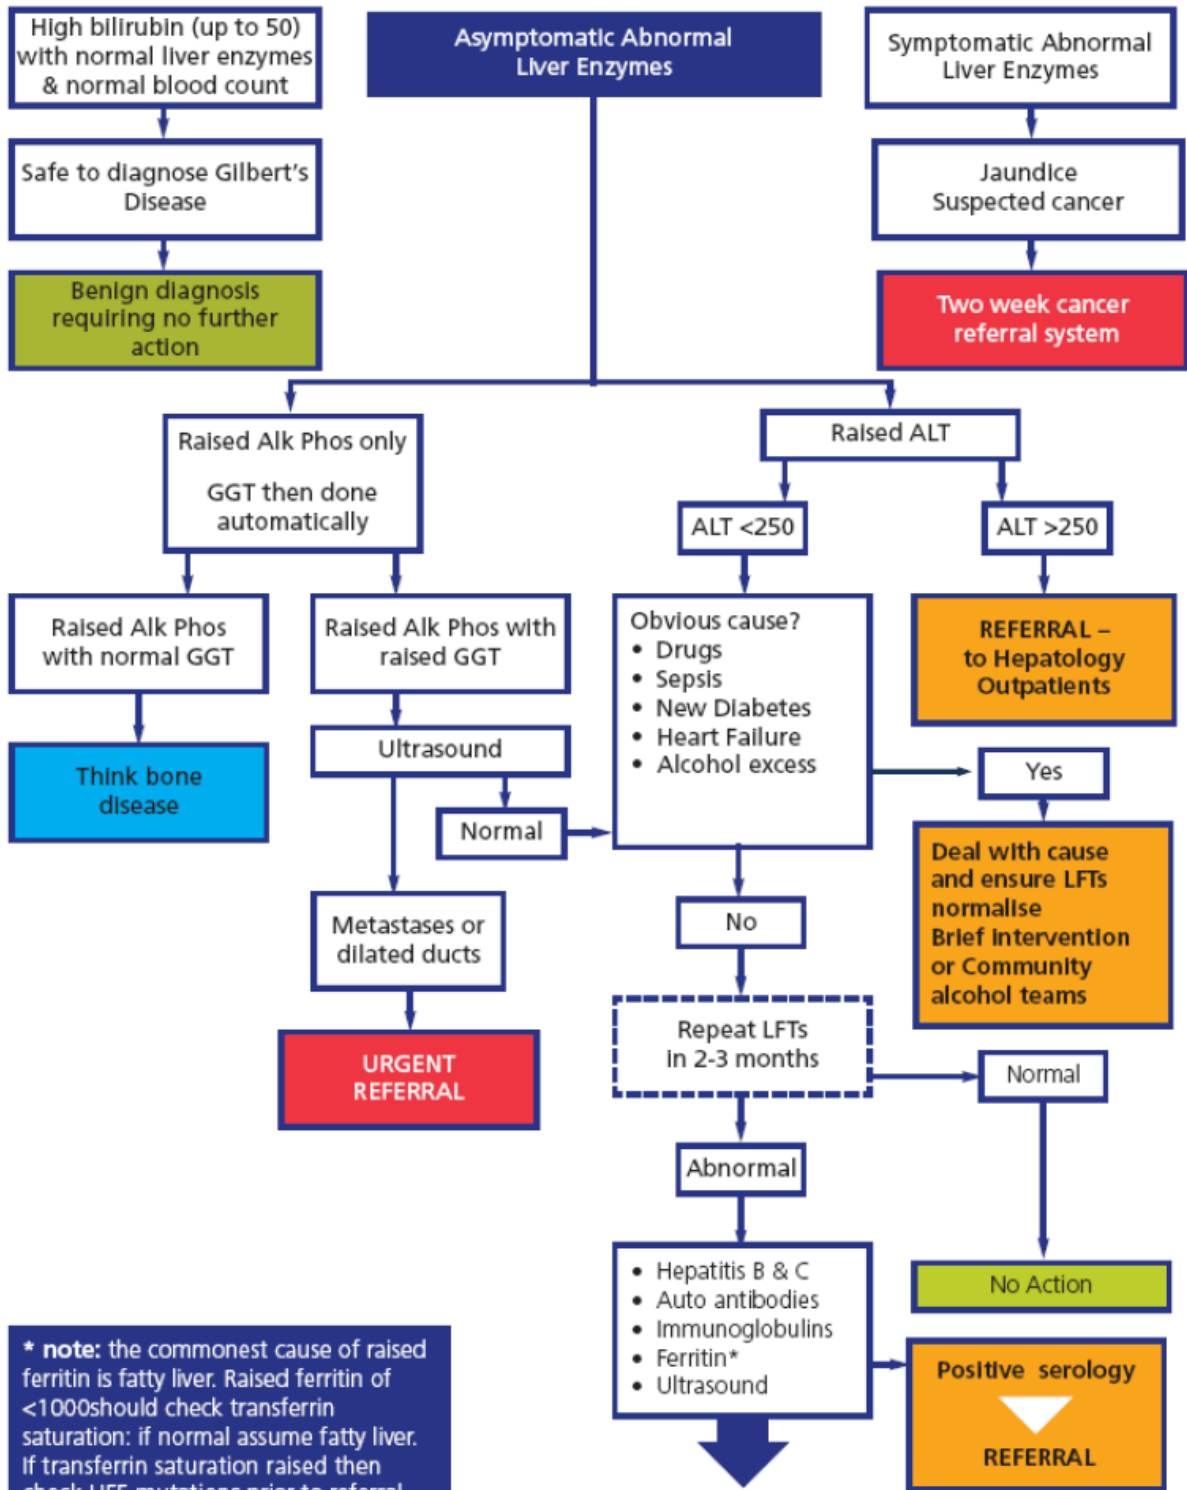 High bilirubin (up to 50)
with normal liver enzymes
& normal blood count
Asymptomatic Abnormal
Liver Enzymes
Symptomatic Abnormal
Liver Enzymes
Safe to diagnose Gilbert's
Disease
Jaundice
Suspected cancer
Benign diagnosis
requiring no further
action
Two week cancer
referral system
Raised Alk Phos only
GGT then done
automatically
Raised ALT
ALT <250
ALT >250
Raised Alk Phos
with normal GGT
Raised Alk Phos with
raised GGT
Obvious cause?
• Drugs
• Sepsis
• New Diabetes
• Heart Failure
• Alcohol excess
REFERRAL –
to Hepatology
Outpatients
Think bone
disease
Ultrasound
Normal
Yes
Deal with cause
and ensure LFTs
normalise
Brief intervention
or Community
alcohol teams
Metastases or
dilated ducts
No
URGENT
REFERRAL
Repeat LFTs
in 2-3 months
Normal
Abnormal
• Hepatitis B & C
• Auto antibodies
• Immunoglobulins
• Ferritin*
• Ultrasound
No Action
Positive serology
REFERRAL
* note: the commonest cause of raised
ferritin is fatty liver. Raised ferritin of
<1000should check transferrin
saturation: if normal assume fatty liver.
If transferrin saturation raised then
check HFE mutations prior to referral